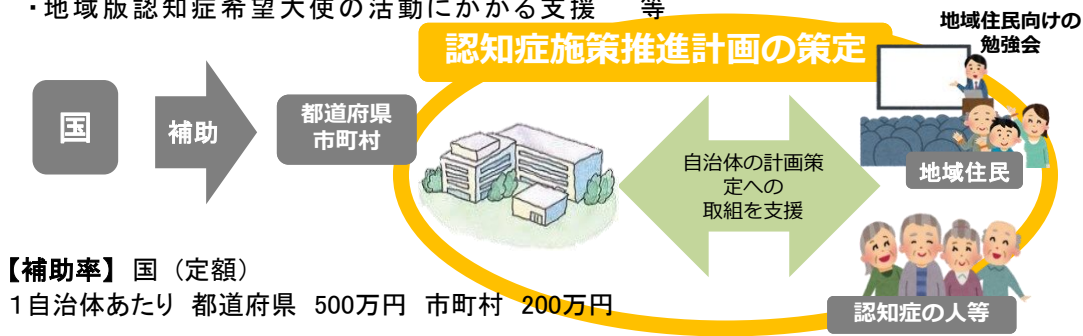 ・地域版認知症希望大使の活動にかかる支援　等
地域住民向けの
勉強会
認知症施策推進計画の策定
国
補助
都道府県
市町村
自治体の計画策
定への
取組を支援
地域住民
認知症の人等
【補助率】国（定額）
1自治体あたり 都道府県 500万円 市町村 200万円